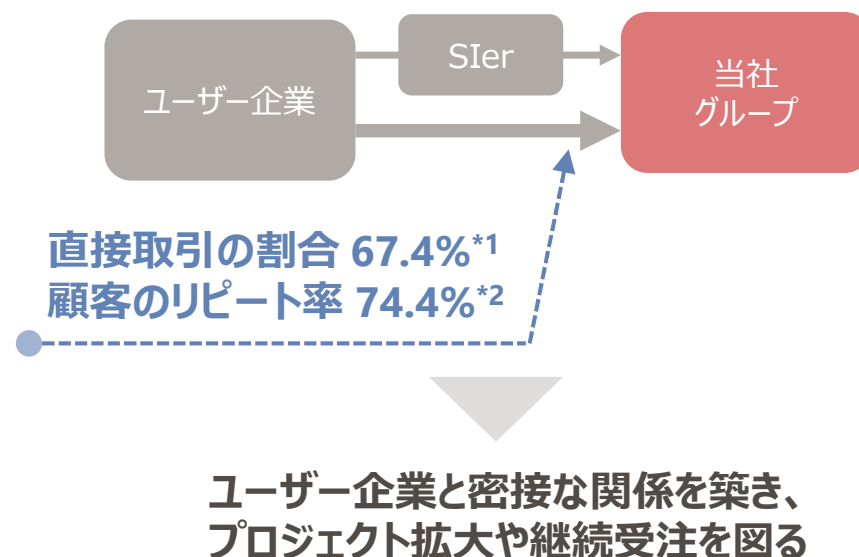 ユーザー企業
SIer
当社
グループ
直接取引の割合 67.4%*1
顧客のリピート率 74.4%*2
ユーザー企業と密接な関係を築き、
プロジェクト拡大や継続受注を図る